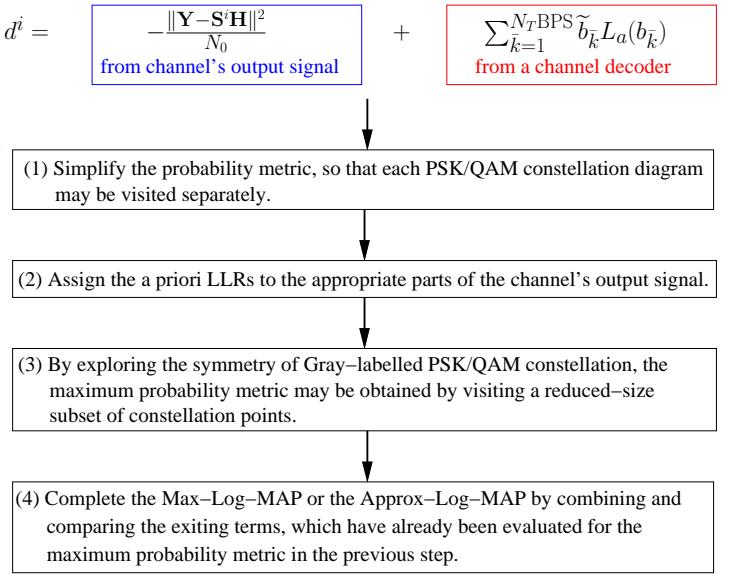 d^i = −‖Y−S^iH‖²/N_0 + ∑_{k̄=1}^{N_T BPS} b̃_k̄ L_a(b_k̄)
from channel's output signal from a channel decoder
(1) Simplify the probability metric, so that each PSK/QAM constellation diagram
may be visited separately.
(2) Assign the a priori LLRs to the appropriate parts of the channel's output signal.
(3) By exploring the symmetry of Gray−labelled PSK/QAM constellation, the
maximum probability metric may be obtained by visiting a reduced−size
subset of constellation points.
(4) Complete the Max−Log−MAP or the Approx−Log−MAP by combining and
comparing the exiting terms, which have already been evaluated for the
maximum probability metric in the previous step.